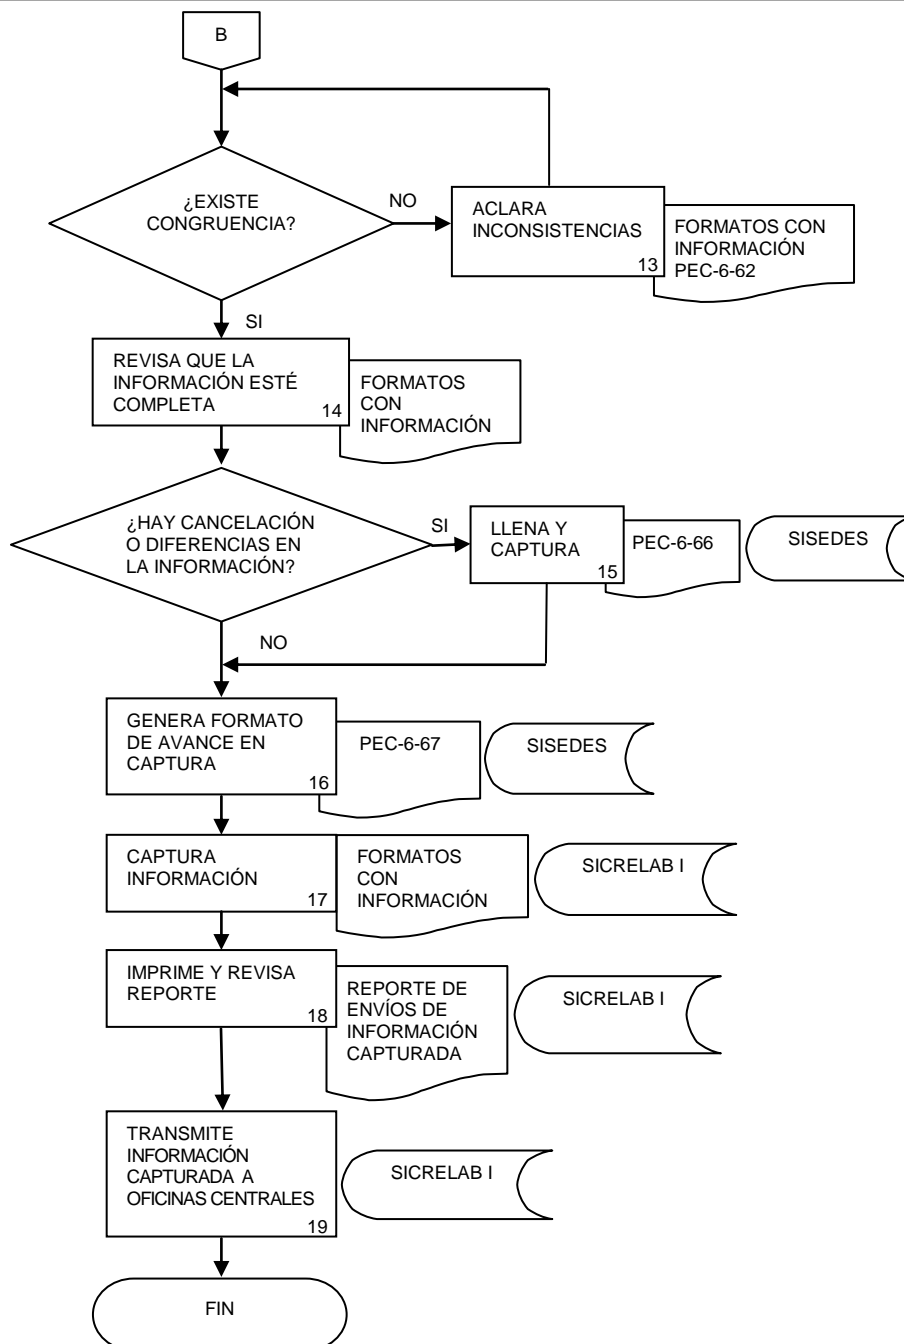 B
¿EXISTE
CONGRUENCIA?
NO
ACLARA
INCONSISTENCIAS
13
FORMATOS CON
INFORMACIÓN
PEC-6-62
SI
REVISA QUE LA
INFORMACIÓN ESTÉ
COMPLETA
14
FORMATOS
CON
INFORMACIÓN
¿HAY CANCELACIÓN
O DIFERENCIAS EN
LA INFORMACIÓN?
SI
LLENA Y
CAPTURA
15
PEC-6-66
SISEDES
NO
GENERA FORMATO
DE AVANCE EN
CAPTURA
16
PEC-6-67
SISEDES
CAPTURA
INFORMACIÓN
17
FORMATOS
CON
INFORMACIÓN
SICRELAB I
IMPRIME Y REVISA
REPORTE
18
REPORTE DE
ENVÍOS DE
INFORMACIÓN
CAPTURADA
SICRELAB I
TRANSMITE
INFORMACIÓN
CAPTURADA A
OFICINAS CENTRALES
19
SICRELAB I
FIN